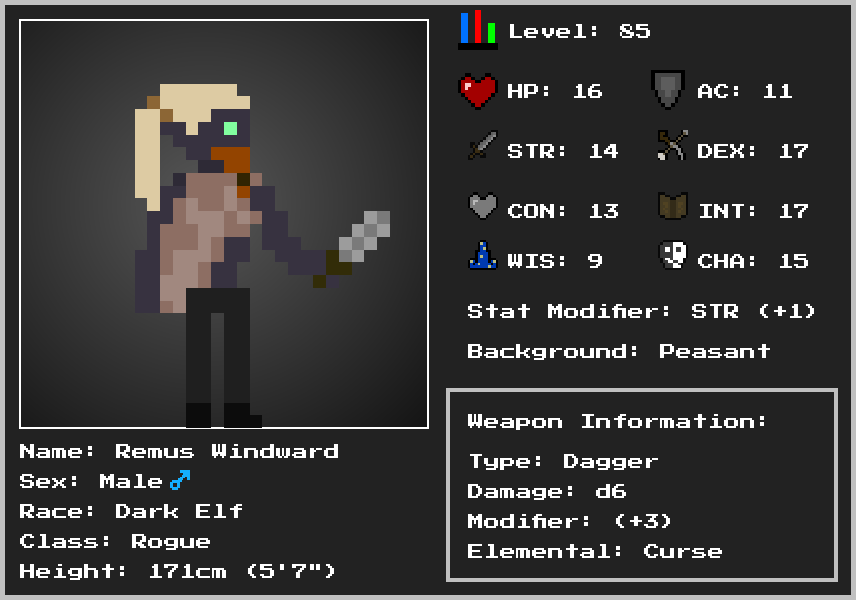 Level: 85
HP: 16 AC: 11
STR: 14 DEX: 17
CON: 13 INT: 17
WIS: 9 CHA: 15
Stat Modifier: STR (+1)
Background: Peasant
Weapon Information:
Type: Dagger
Damage: d6
Modifier: (+3)
Elemental: Curse
Name: Remus Windward
Sex: Male ♂
Race: Dark Elf
Class: Rogue
Height: 171cm (5'7")